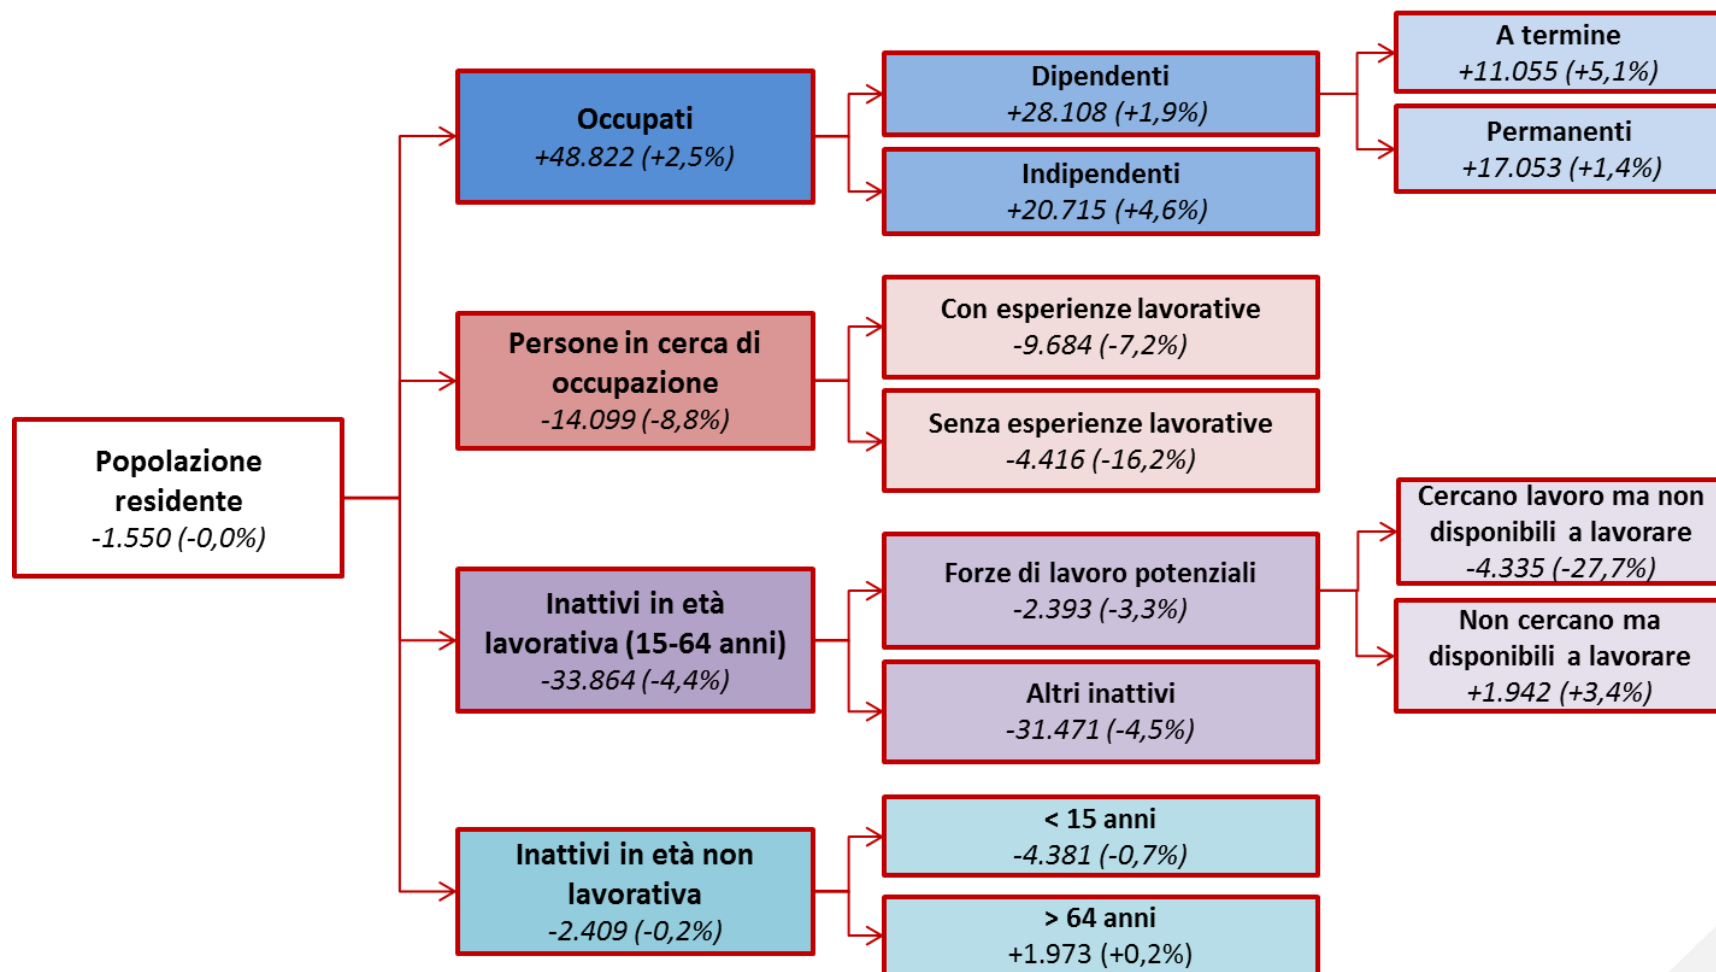 Popolazione
residente
-1.550 (-0,0%)
Occupati
+48.822 (+2,5%)
Dipendenti
+28.108 (+1,9%)
A termine
+11.055 (+5,1%)
Permanenti
+17.053 (+1,4%)
Indipendenti
+20.715 (+4,6%)
Persone in cerca di
occupazione
-14.099 (-8,8%)
Con esperienze lavorative
-9.684 (-7,2%)
Senza esperienze lavorative
-4.416 (-16,2%)
Inattivi in età
lavorativa (15-64 anni)
-33.864 (-4,4%)
Forze di lavoro potenziali
-2.393 (-3,3%)
Cercano lavoro ma non
disponibili a lavorare
-4.335 (-27,7%)
Non cercano ma
disponibili a lavorare
+1.942 (+3,4%)
Altri inattivi
-31.471 (-4,5%)
Inattivi in età non
lavorativa
-2.409 (-0,2%)
< 15 anni
-4.381 (-0,7%)
> 64 anni
+1.973 (+0,2%)